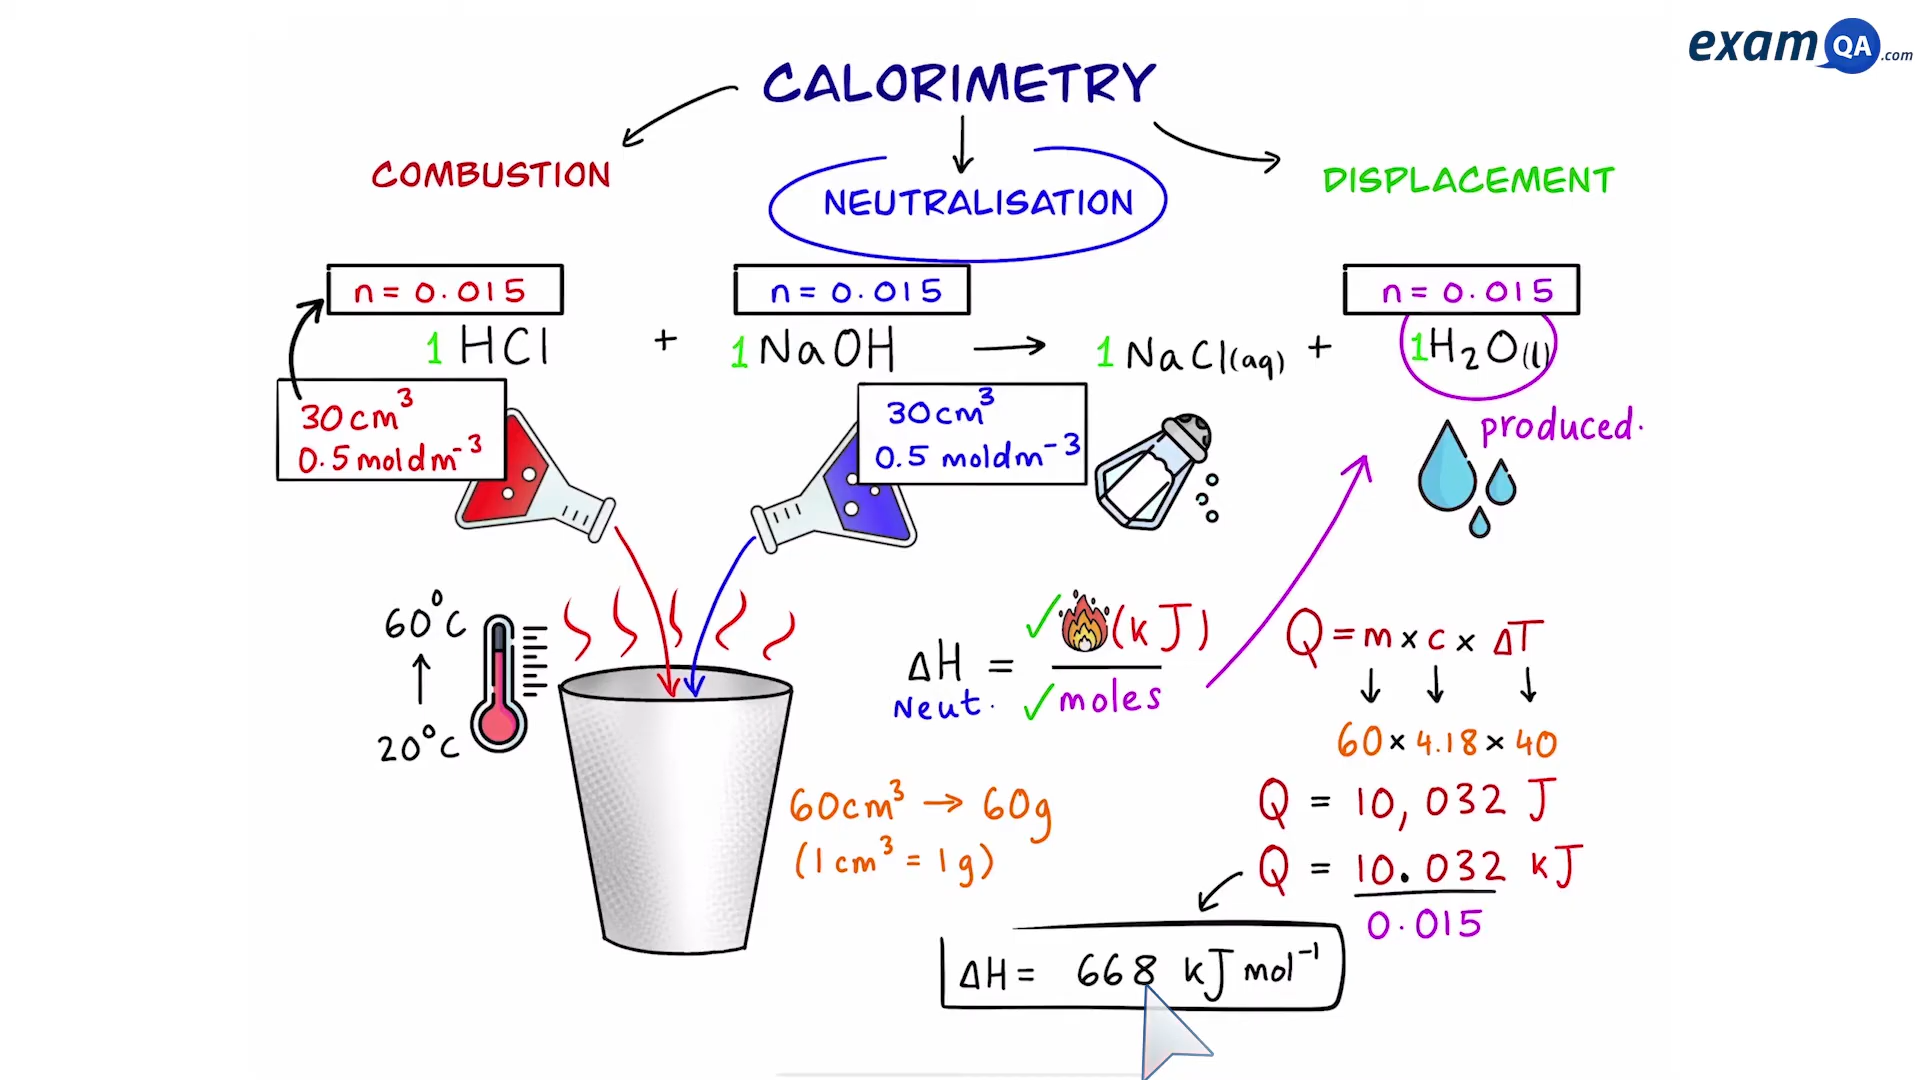 examQA.com
CALORIMETRY
COMBUSTION
NEUTRALISATION
DISPLACEMENT
n = 0.015
n = 0.015
n = 0.015
1 HCl + 1 NaOH → 1 NaCl(aq) + 1 H₂O(l)
30cm³
0.5 moldm⁻³
30cm³
0.5 moldm⁻³
produced.
60°C
↑
20°C
ΔH = (kJ)
Neut. ✓moles
Q = m × c × ΔT
60 × 4.18 × 40
Q = 10,032 J
Q = 10.032 kJ
0.015
60cm³ → 60g
(1cm³ = 1g)
ΔH = 668 kJ mol⁻¹